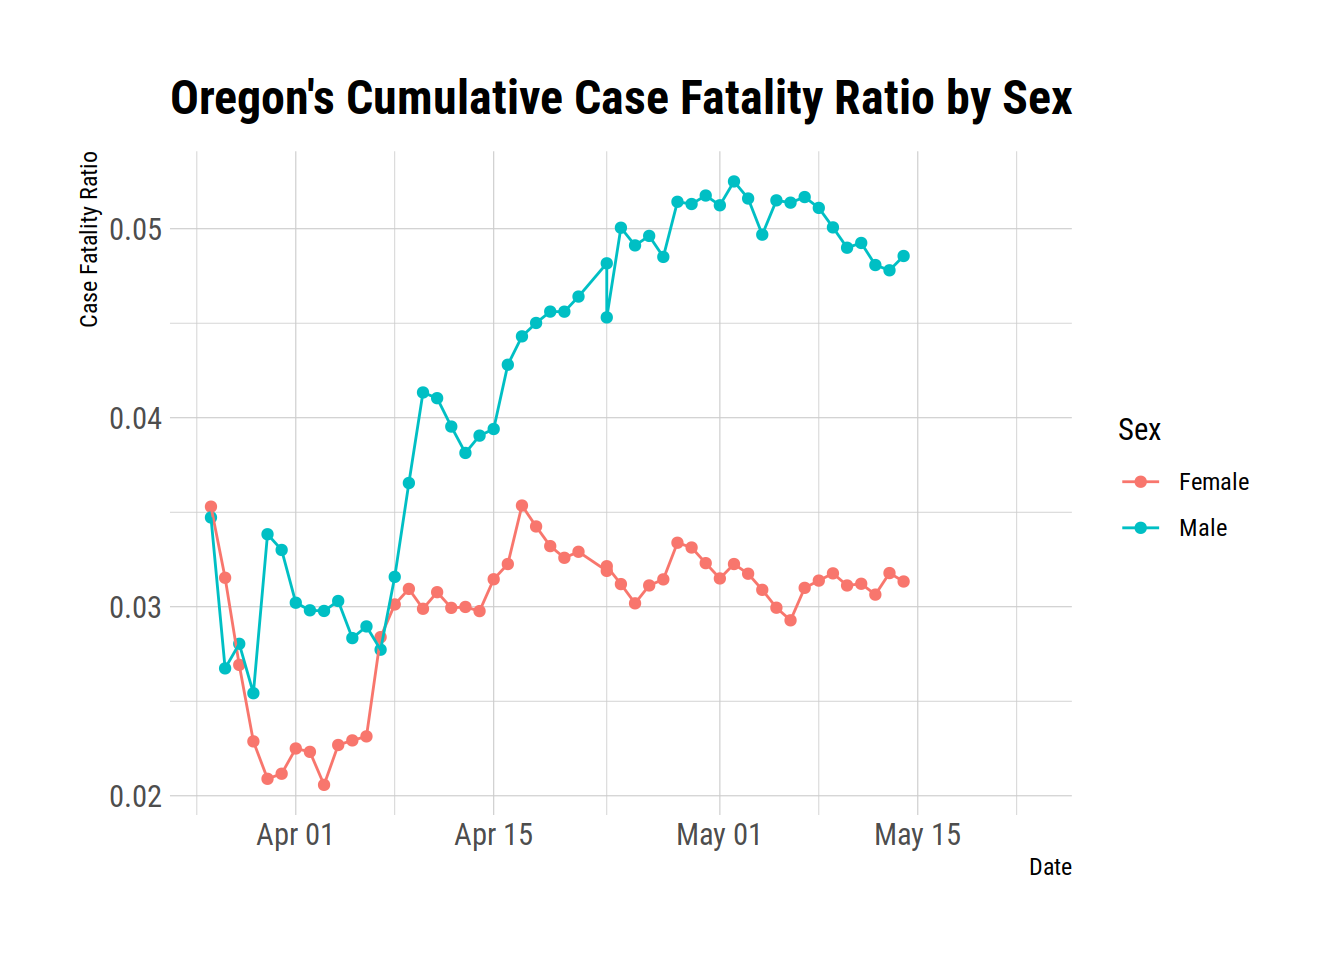 Oregon's Cumulative Case Fatality Ratio by Sex
Case Fatality Ratio
0.05
0.04
0.03
0.02
Apr 01
Apr 15
May 01
May 15
Date
Sex
Female
Male